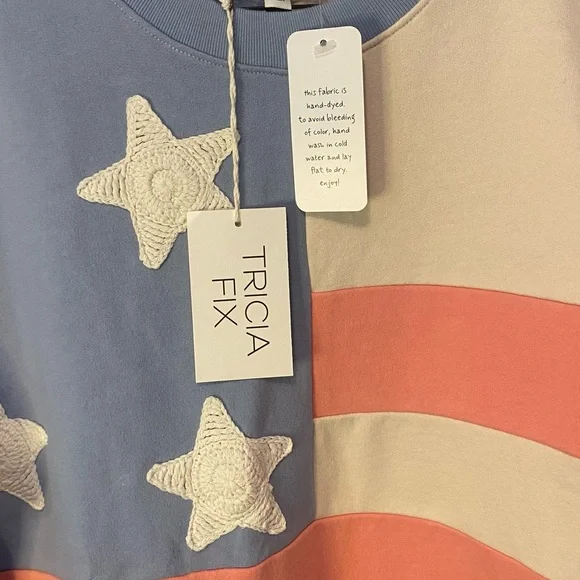 this fabric is
hand-dyed.
to avoid bleeding
of color, hand
wash in cold
water and lay
flat to dry.
enjoy!
TRICIA
FIX